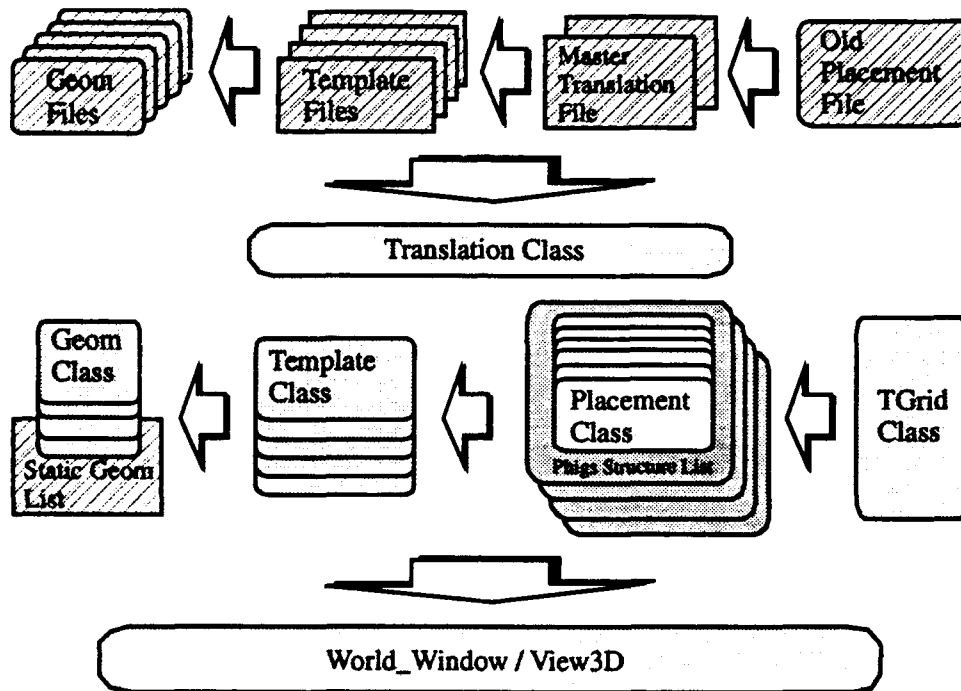 Geom
Files
Template
Files
Master
Translation
File
Old
Placement
File
Translation Class
Geom
Class
Static Geom
List
Template
Class
Placement
Class
Phigs Structure List
TGrid
Class
World_Window / View3D